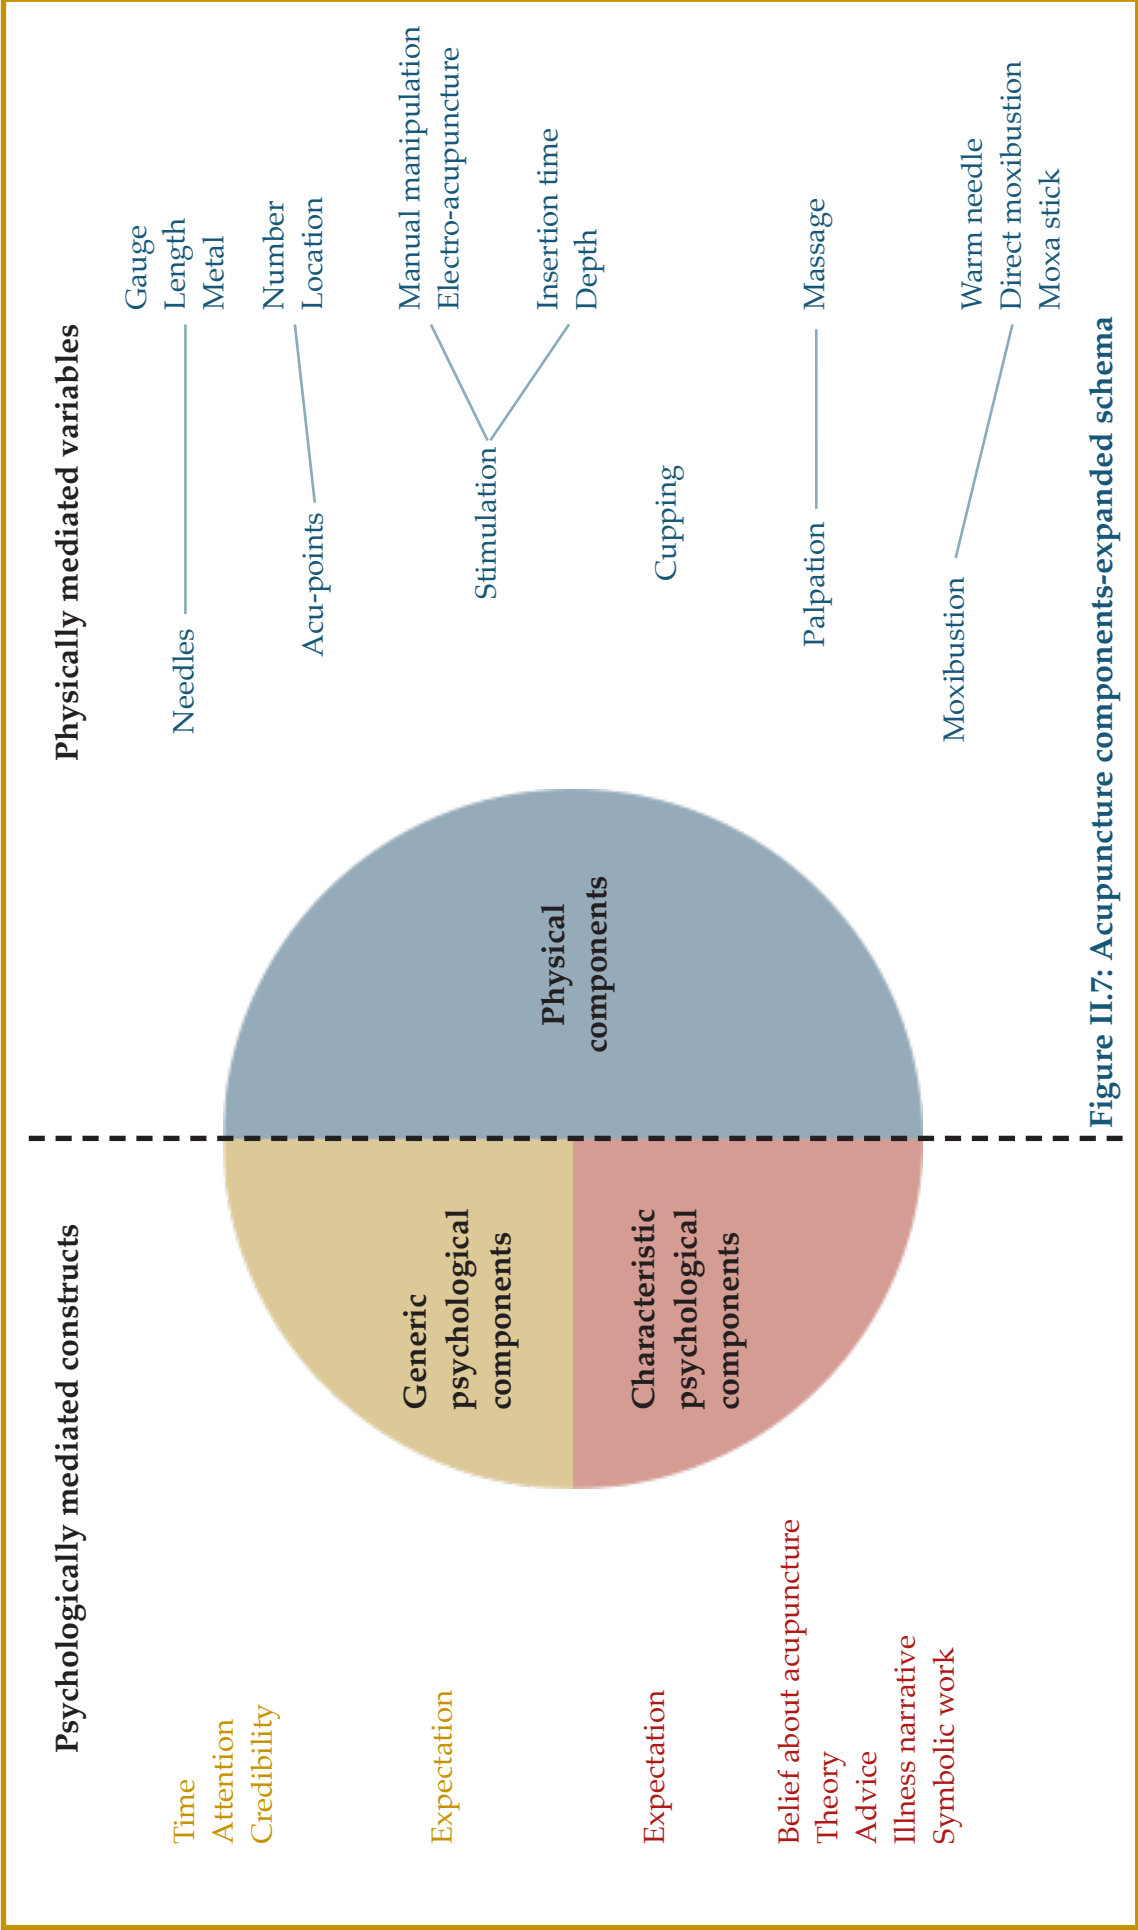 Psychologically mediated constructs
Physically mediated variables
Time
Attention
Credibility
Expectation
Expectation
Belief about acupuncture
Theory
Advice
Illness narrative
Symbolic work
Generic
psychological
components
Characteristic
psychological
components
Physical
components
Needles
Gauge
Length
Metal
Acu-points
Number
Location
Stimulation
Manual manipulation
Electro-acupuncture
Insertion time
Depth
Cupping
Palpation
Massage
Moxibustion
Warm needle
Direct moxibustion
Moxa stick
Figure II.7: Acupuncture components-expanded schema